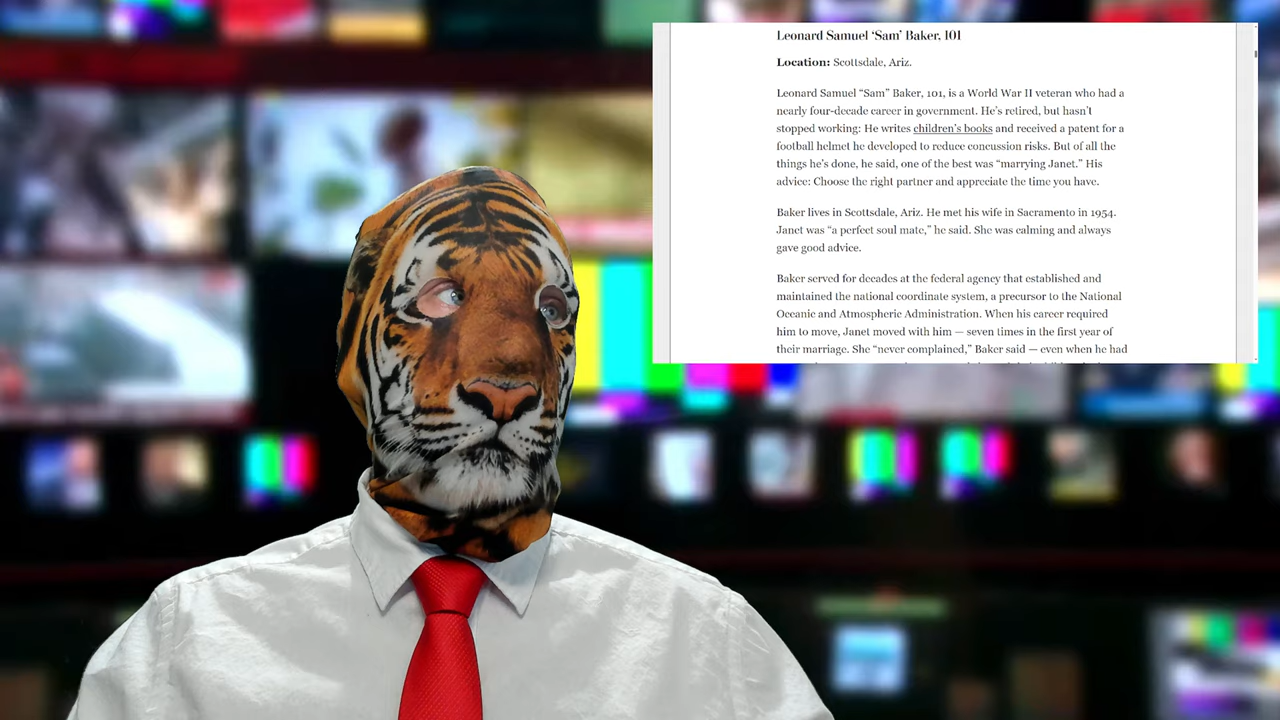 Leonard Samuel ‘Sam’ Baker, 101
Location: Scottsdale, Ariz.
Leonard Samuel “Sam” Baker, 101, is a World War II veteran who had a
nearly four-decade career in government. He’s retired, but hasn’t
stopped working: He writes children’s books and received a patent for a
football helmet he developed to reduce concussion risks. But of all the
things he’s done, he said, one of the best was “marrying Janet.” His
advice: Choose the right partner and appreciate the time you have.
Baker lives in Scottsdale, Ariz. He met his wife in Sacramento in 1954.
Janet was “a perfect soul mate,” he said. She was calming and always
gave good advice.
Baker served for decades at the federal agency that established and
maintained the national coordinate system, a precursor to the National
Oceanic and Atmospheric Administration. When his career required
him to move, Janet moved with him — seven times in the first year of
their marriage. She “never complained,” Baker said — even when he had